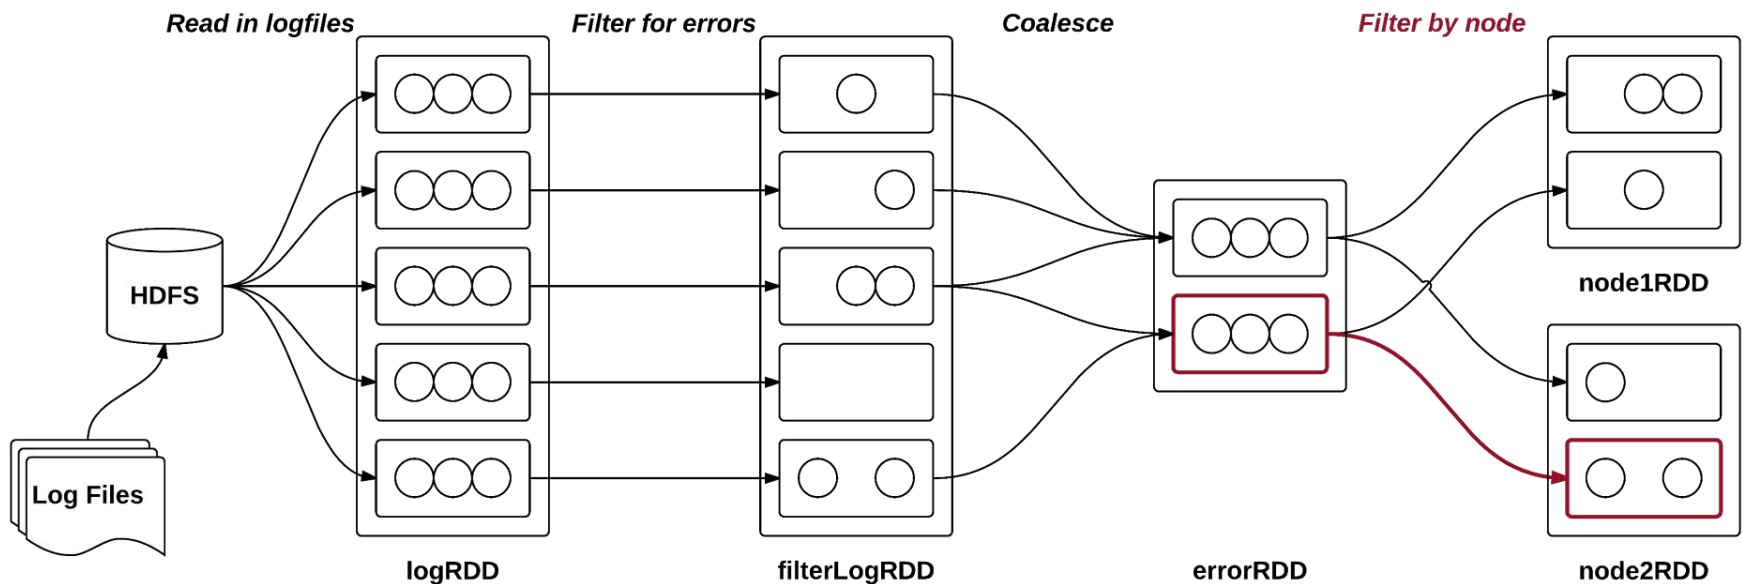 Read in logfiles
Filter for errors
Coalesce
Filter by node
HDFS
Log Files
logRDD
filterLogRDD
errorRDD
node1RDD
node2RDD